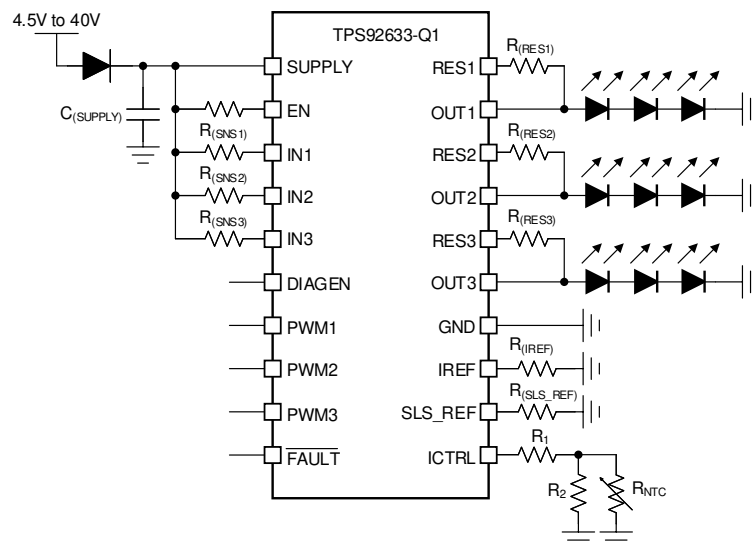 4.5V to 40V
TPS92633-Q1
C(SUPPLY)
SUPPLY
EN
R(SNS1)
IN1
R(SNS2)
IN2
R(SNS3)
IN3
DIAGEN
PWM1
PWM2
PWM3
FAULT
RES1
R(RES1)
OUT1
RES2
R(RES2)
OUT2
RES3
R(RES3)
OUT3
GND
IREF
R(IREF)
SLS_REF
R(SLS_REF)
ICTRL
R1
R2
RNTC